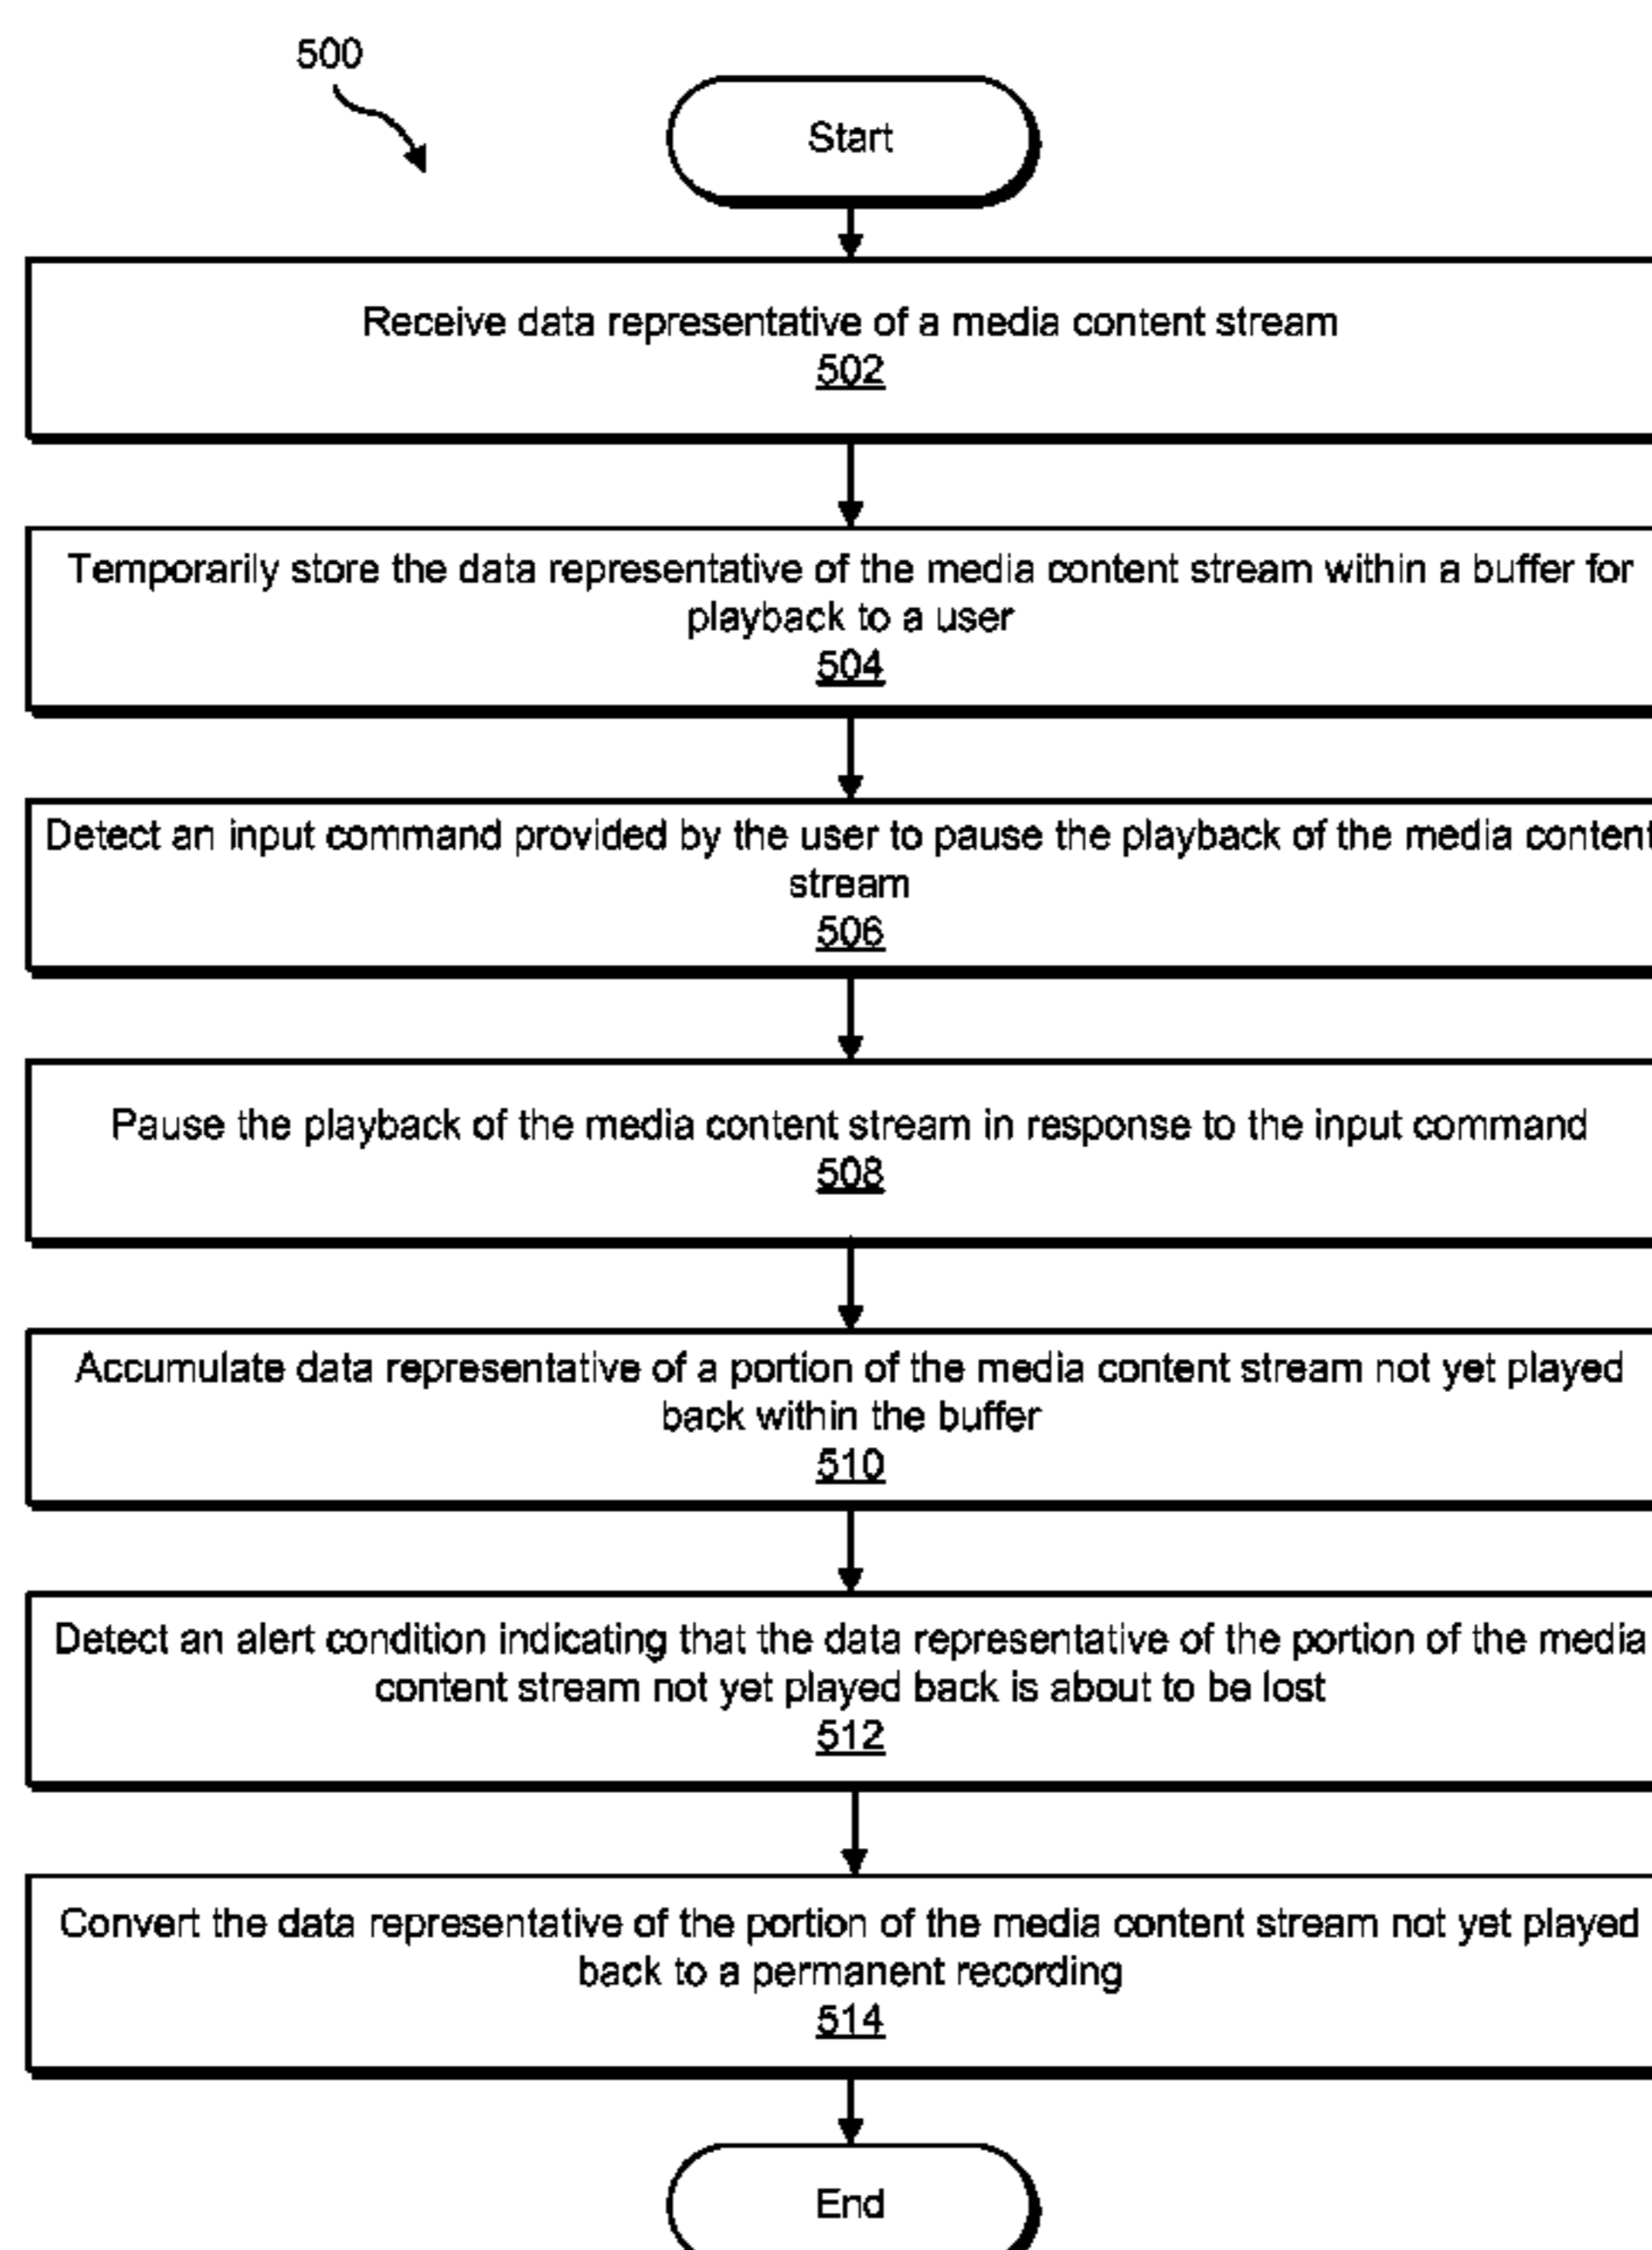 500
Start
Receive data representative of a media content stream
502
Temporarily store the data representative of the media content stream within a buffer for
playback to a user
504
Detect an input command provided by the user to pause the playback of the media content
stream
506
Pause the playback of the media content stream in response to the input command
508
Accumulate data representative of a portion of the media content stream not yet played
back within the buffer
510
Detect an alert condition indicating that the data representative of the portion of the media
content stream not yet played back is about to be lost
512
Convert the data representative of the portion of the media content stream not yet played
back to a permanent recording
514
End